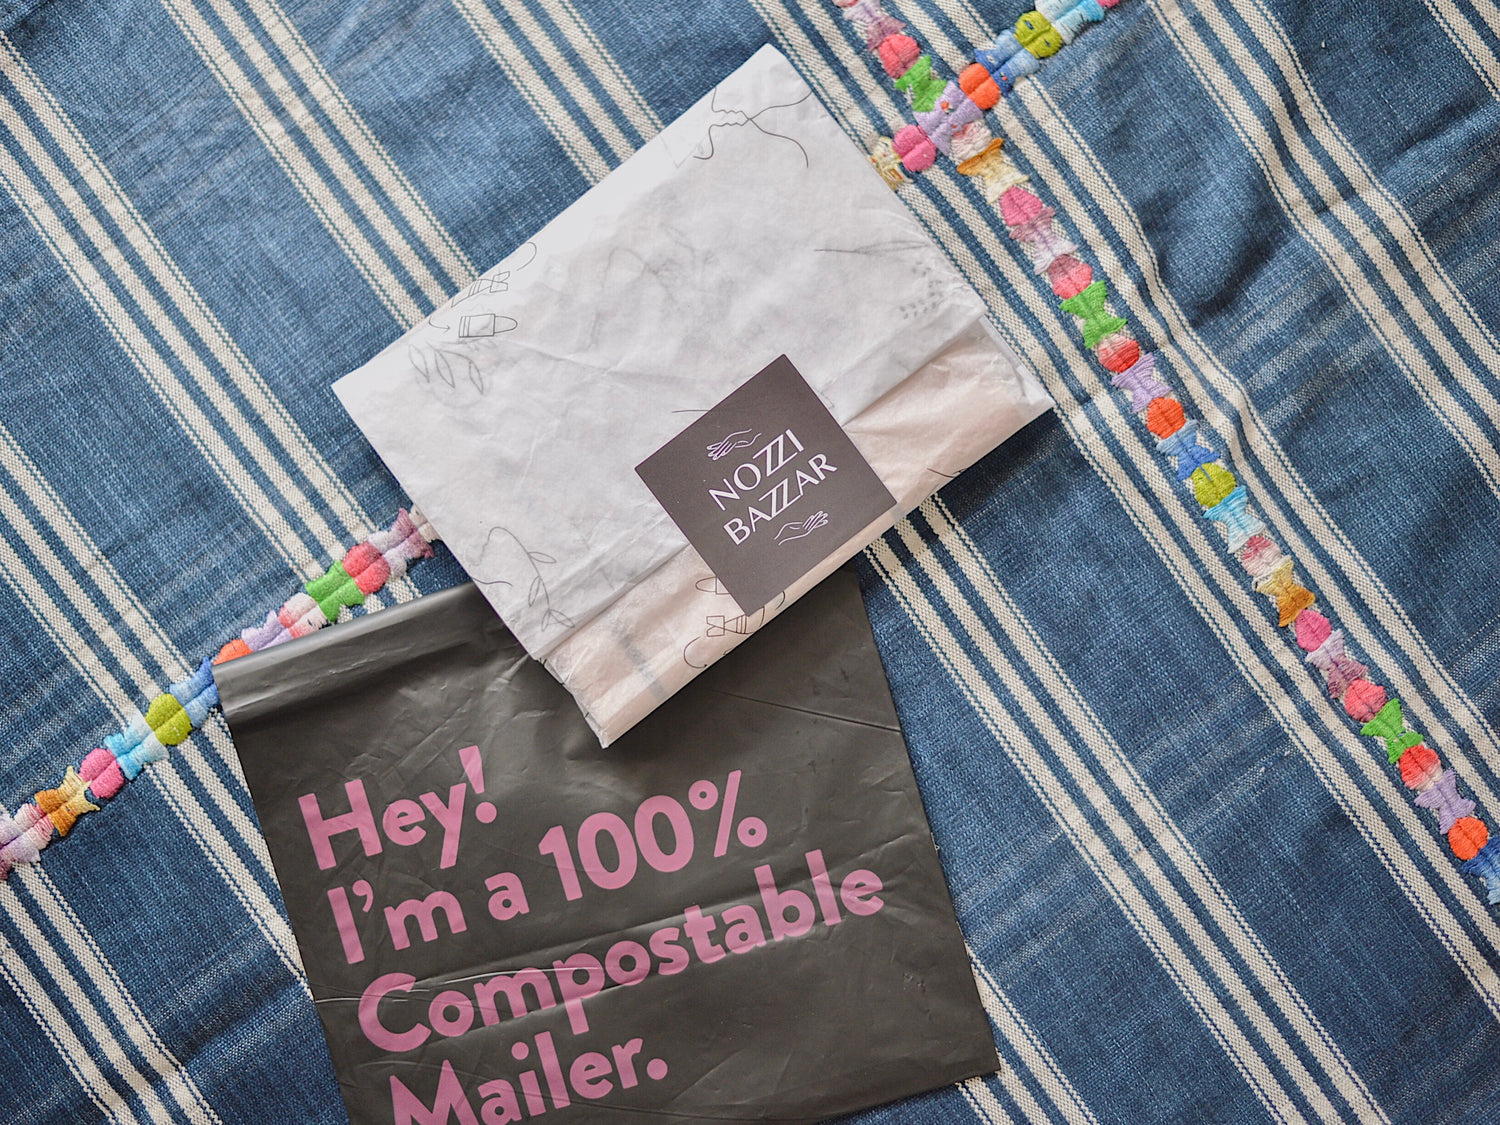 NOZZI
BAZZAR
Hey!
I'm a 100%
Compostable
Mailer.